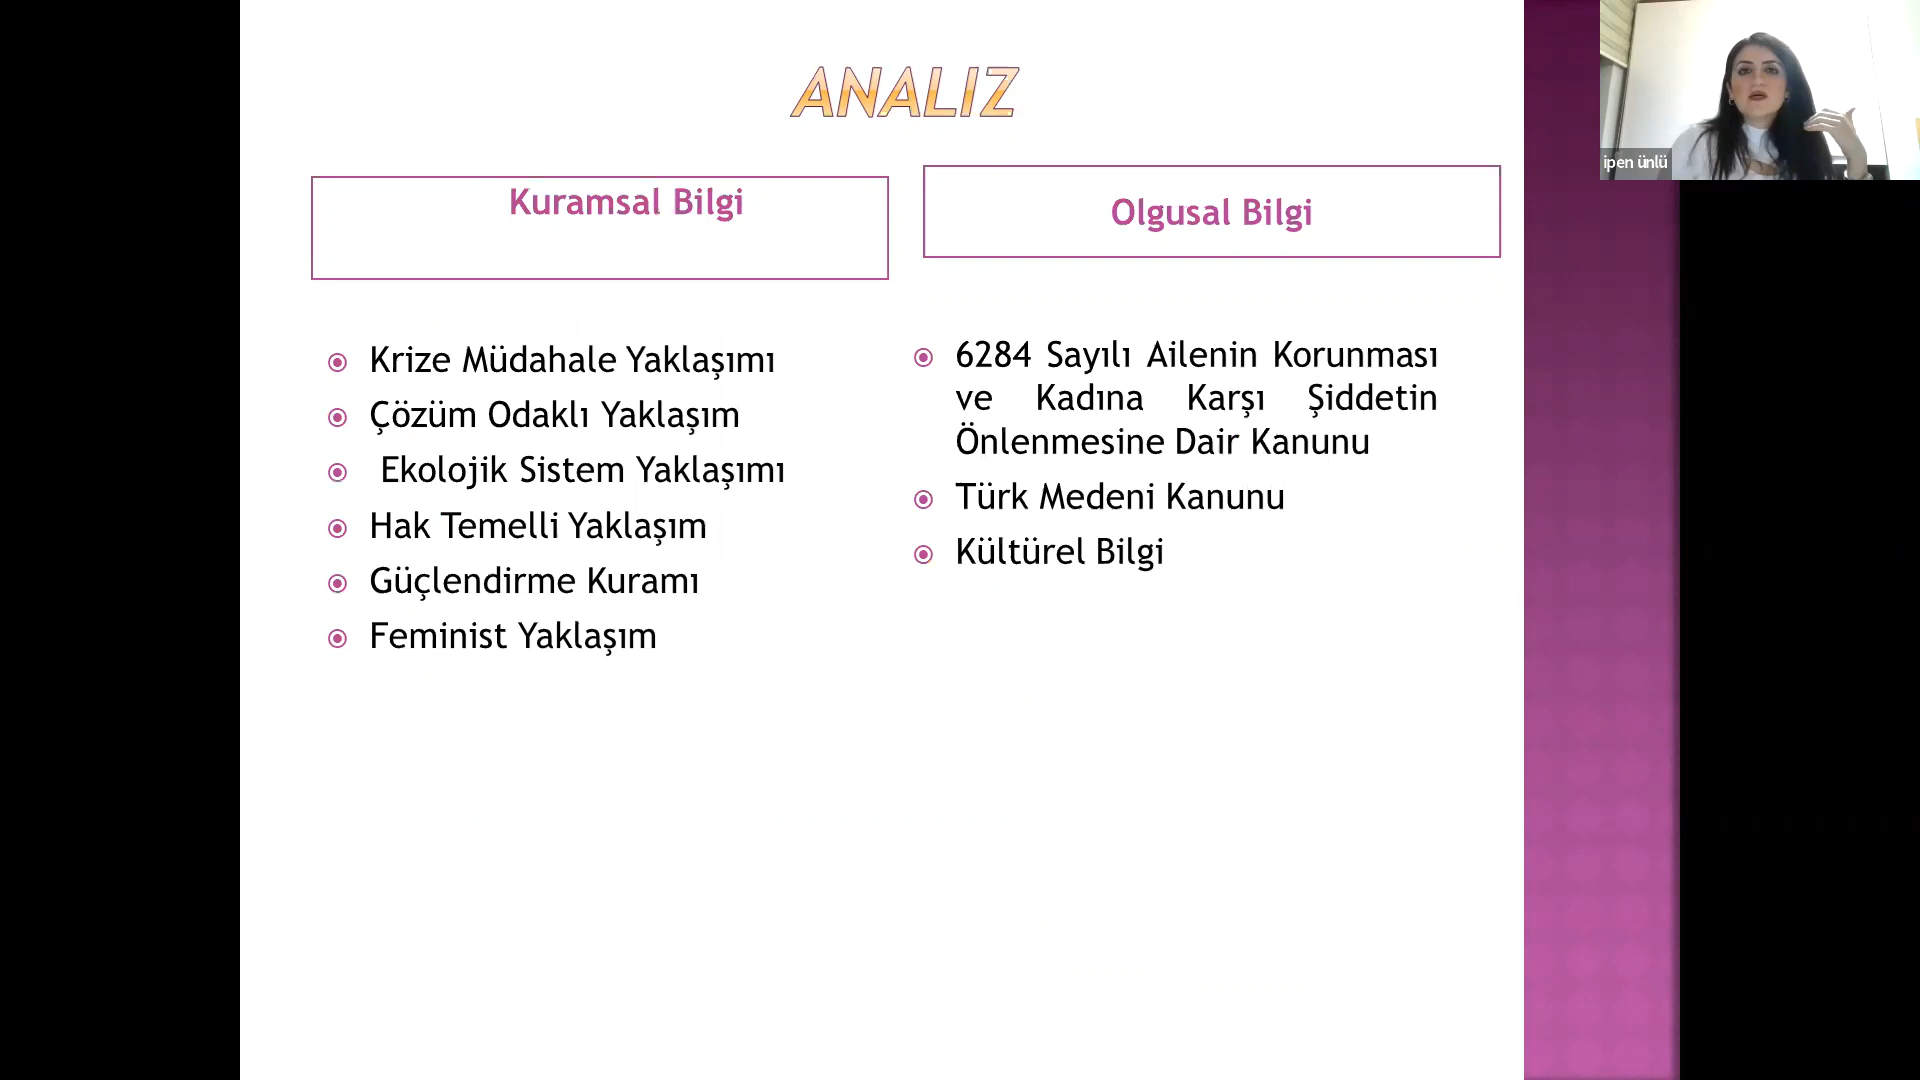 ANALIZ
Kuramsal Bilgi
Krize Müdahale Yaklaşımı
Çözüm Odaklı Yaklaşım
Ekolojik Sistem Yaklaşımı
Hak Temelli Yaklaşım
Güçlendirme Kuramı
Feminist Yaklaşım
Olgusal Bilgi
6284 Sayılı Ailenin Korunması
ve Kadına Karşı Şiddetin
Önlenmesine Dair Kanunu
Türk Medeni Kanunu
Kültürel Bilgi
ipen ünlü